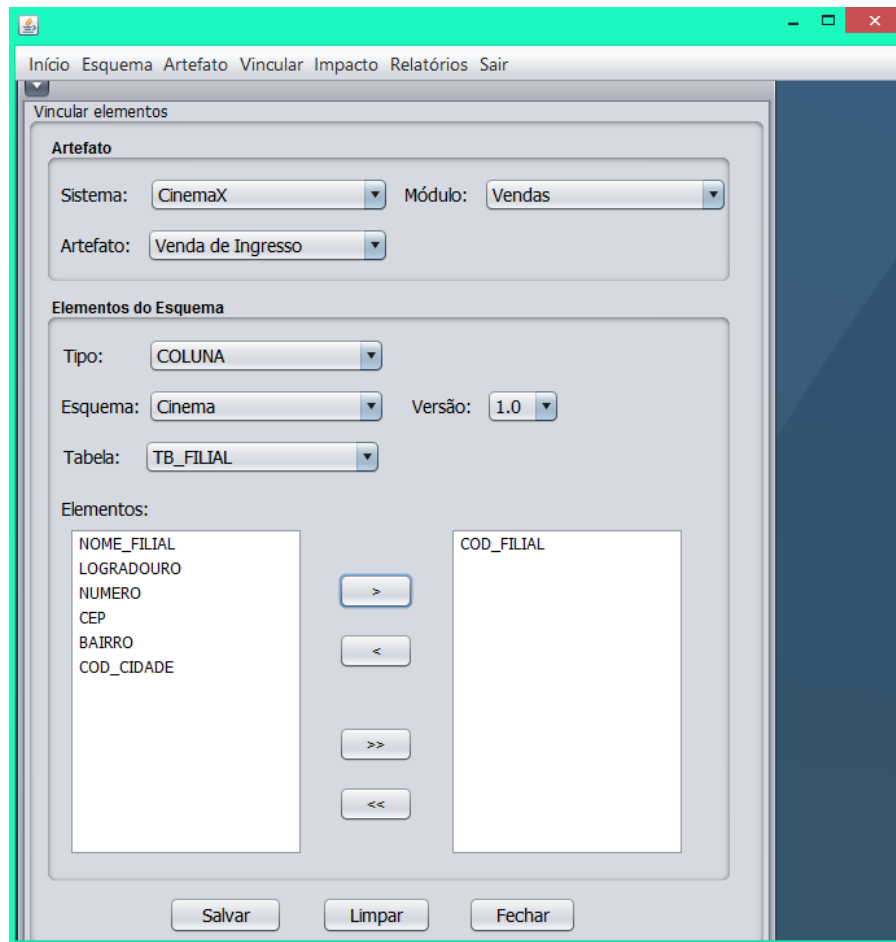 Início Esquema Artefato Vincular Impacto Relatórios Sair
Vincular elementos
Artefato
Sistema: CinemaX Módulo: Vendas
Artefato: Venda de Ingresso
Elementos do Esquema
Tipo: COLUNA
Esquema: Cinema Versão: 1.0
Tabela: TB_FILIAL
Elementos:
NOME_FILIAL
LOGRADOURO
NUMERO
CEP
BAIRRO
COD_CIDADE
>
<
>>
<<
COD_FILIAL
Salvar Limpar Fechar